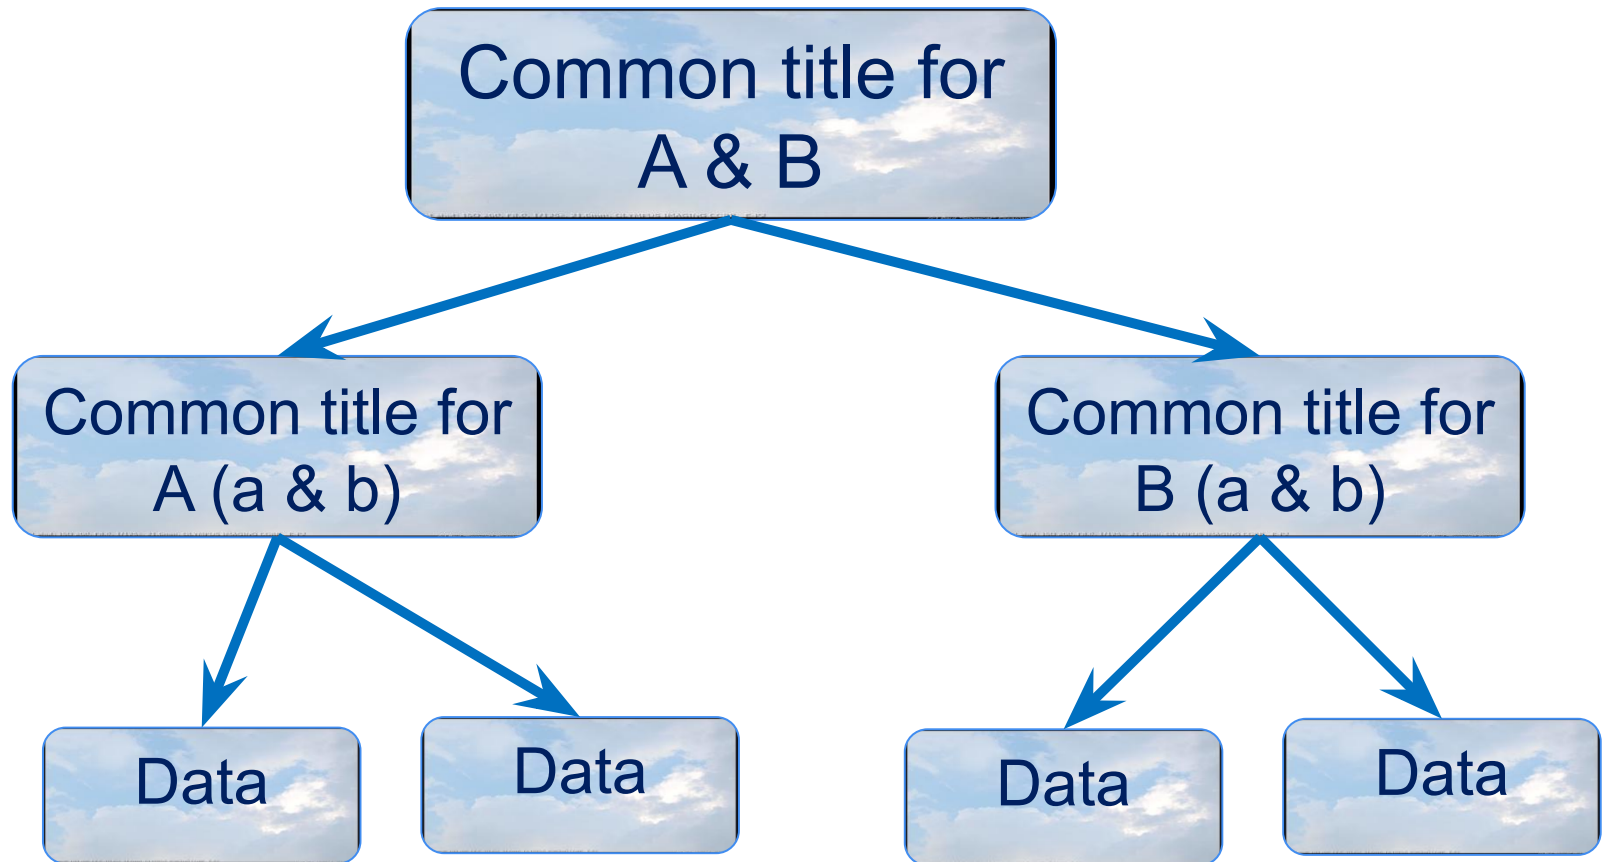 Common title for
A & B
Common title for
A (a & b)
Common title for
B (a & b)
Data
Data
Data
Data